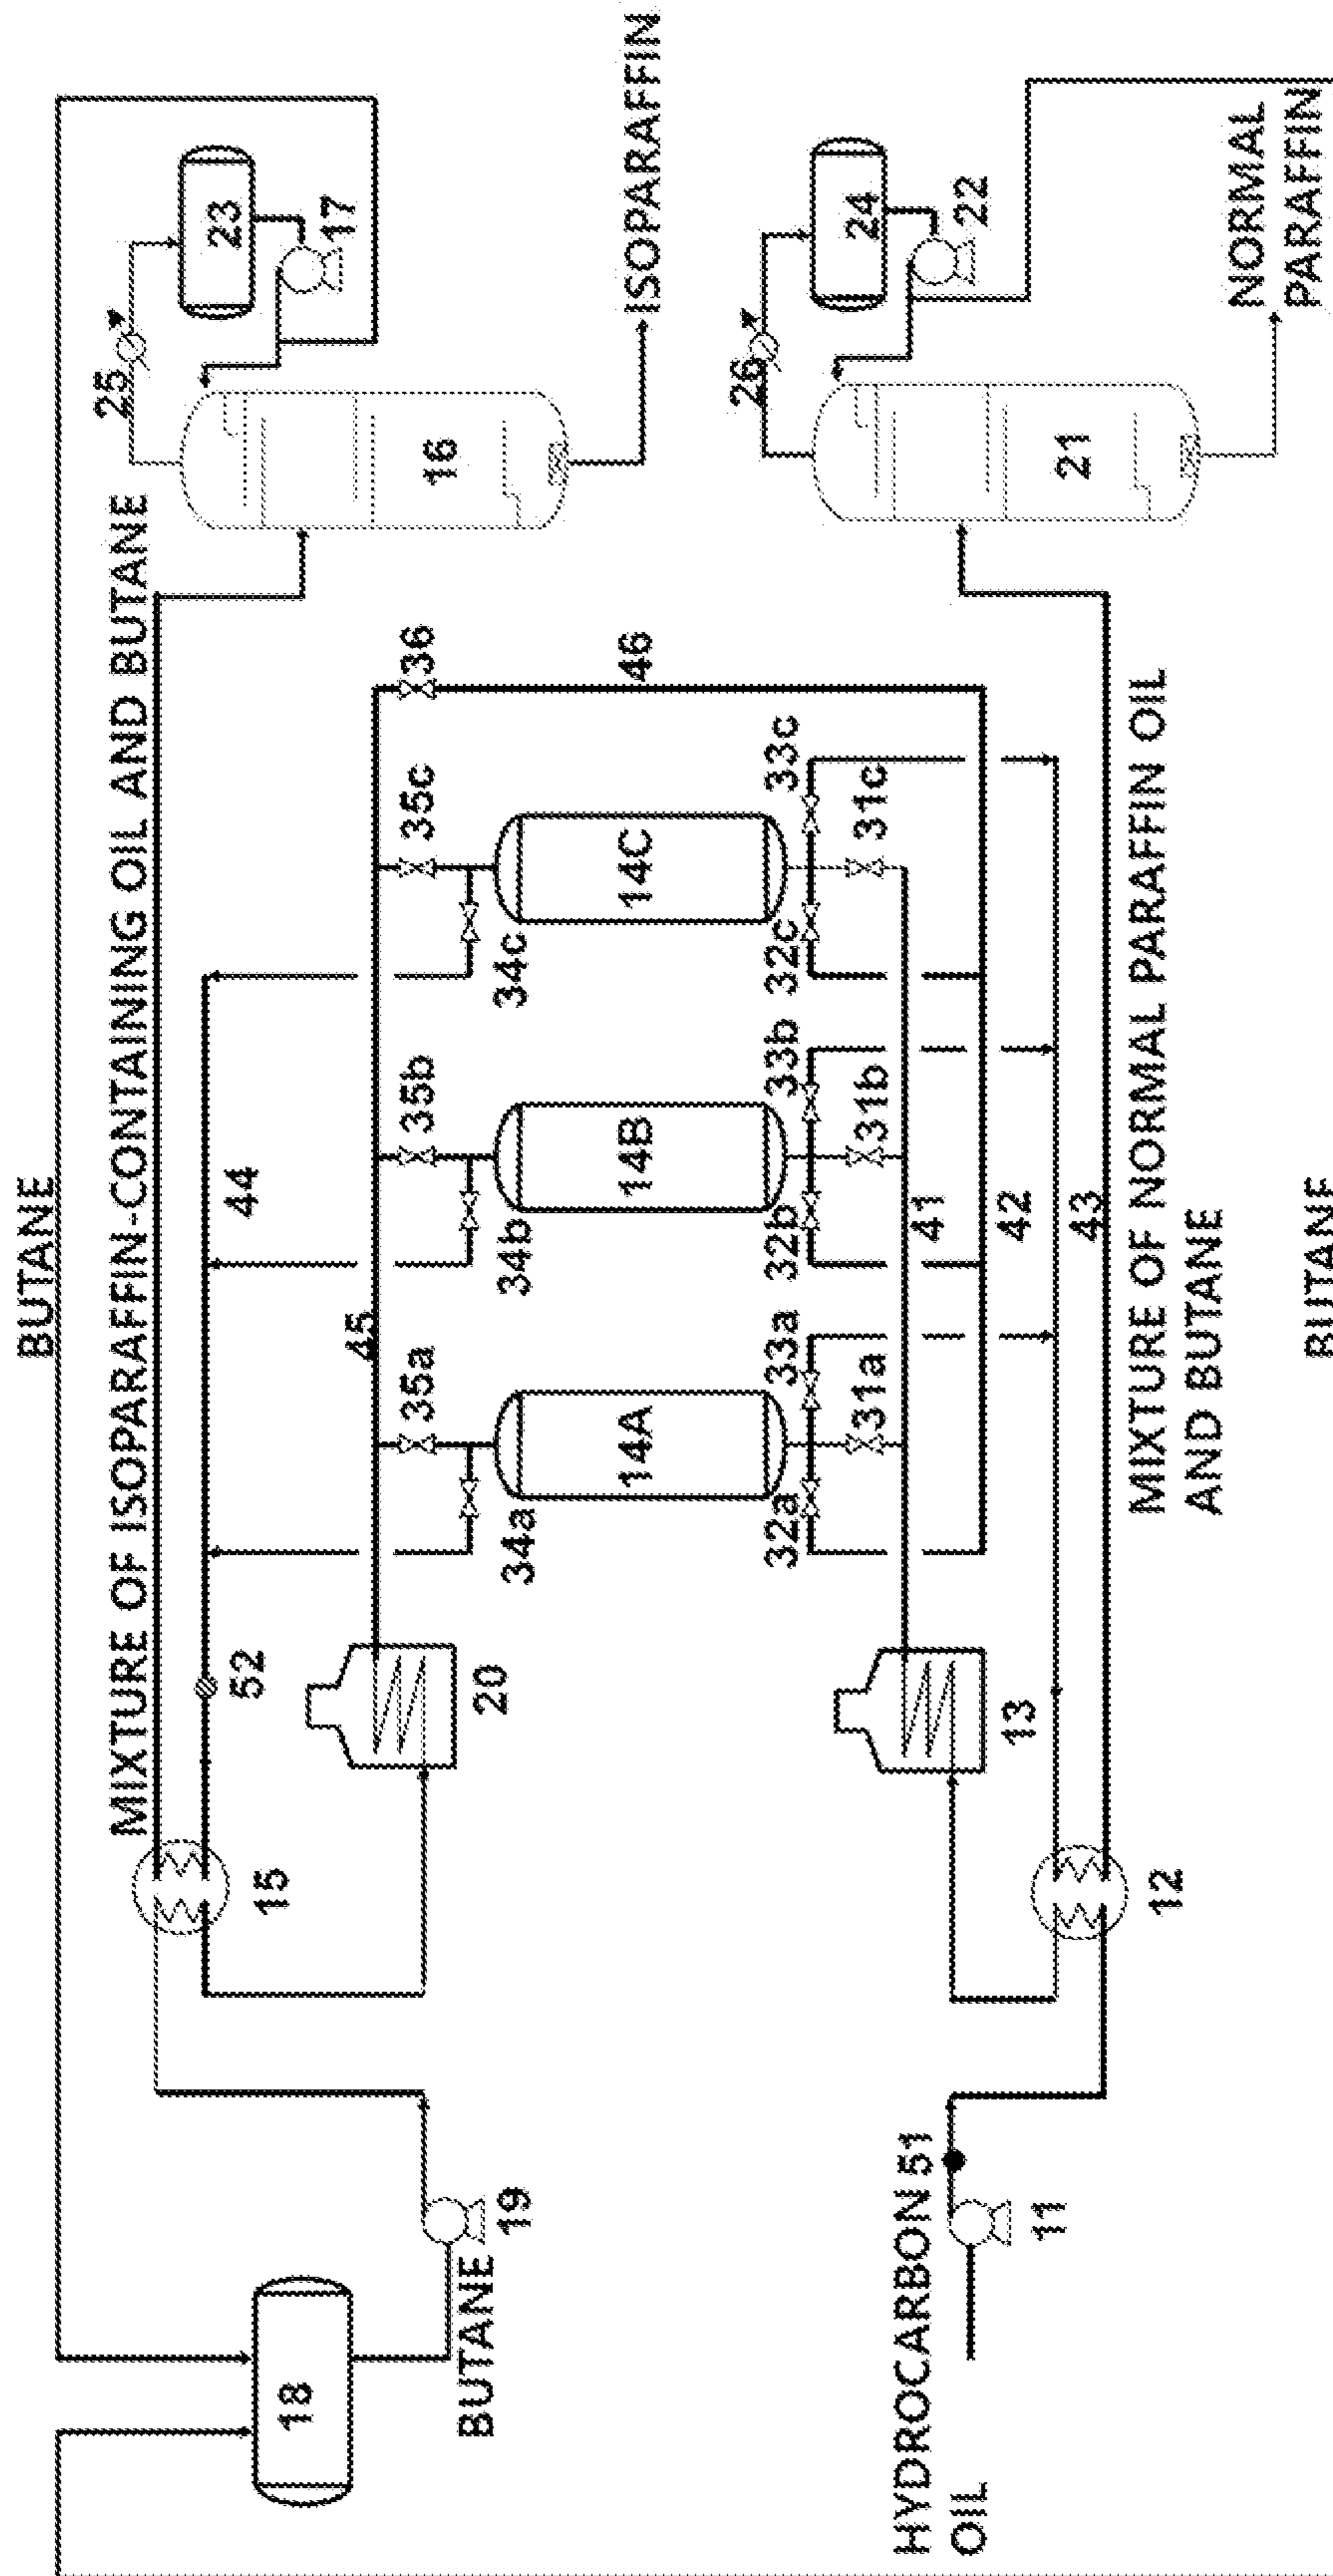 BUTANE
MIXTURE OF ISOPARAFFIN-CONTAINING OIL AND BUTANE
25
23
17
ISOPARAFFIN
16
18
19
BUTANE
15
52
44
20
45
35a
35b
35c
36
34a
34b
34c
46
14A
14B
14C
32a
33a
32b
33b
32c
33c
31a
31b
31c
41
42
43
26
24
22
21
NORMAL
PARAFFIN
HYDROCARBON
OIL
51
11
13
12
MIXTURE OF NORMAL PARAFFIN OIL
AND BUTANE
BUTANE